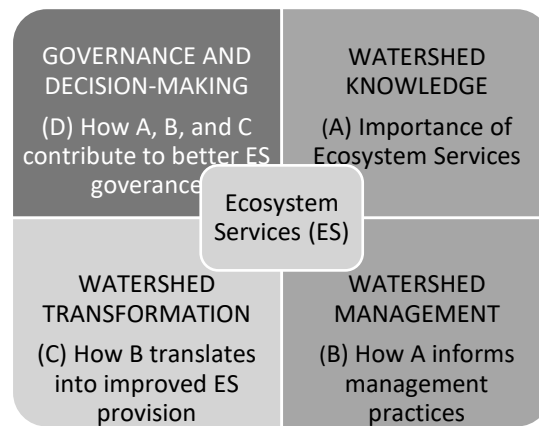 GOVERNANCE AND
DECISION-MAKING
(D) How A, B, and C
contribute to better ES
goverance
WATERSHED
KNOWLEDGE
(A) Importance of
Ecosystem Services
Ecosystem
Services (ES)
WATERSHED
TRANSFORMATION
(C) How B translates
into improved ES
provision
WATERSHED
MANAGEMENT
(B) How A informs
management
practices